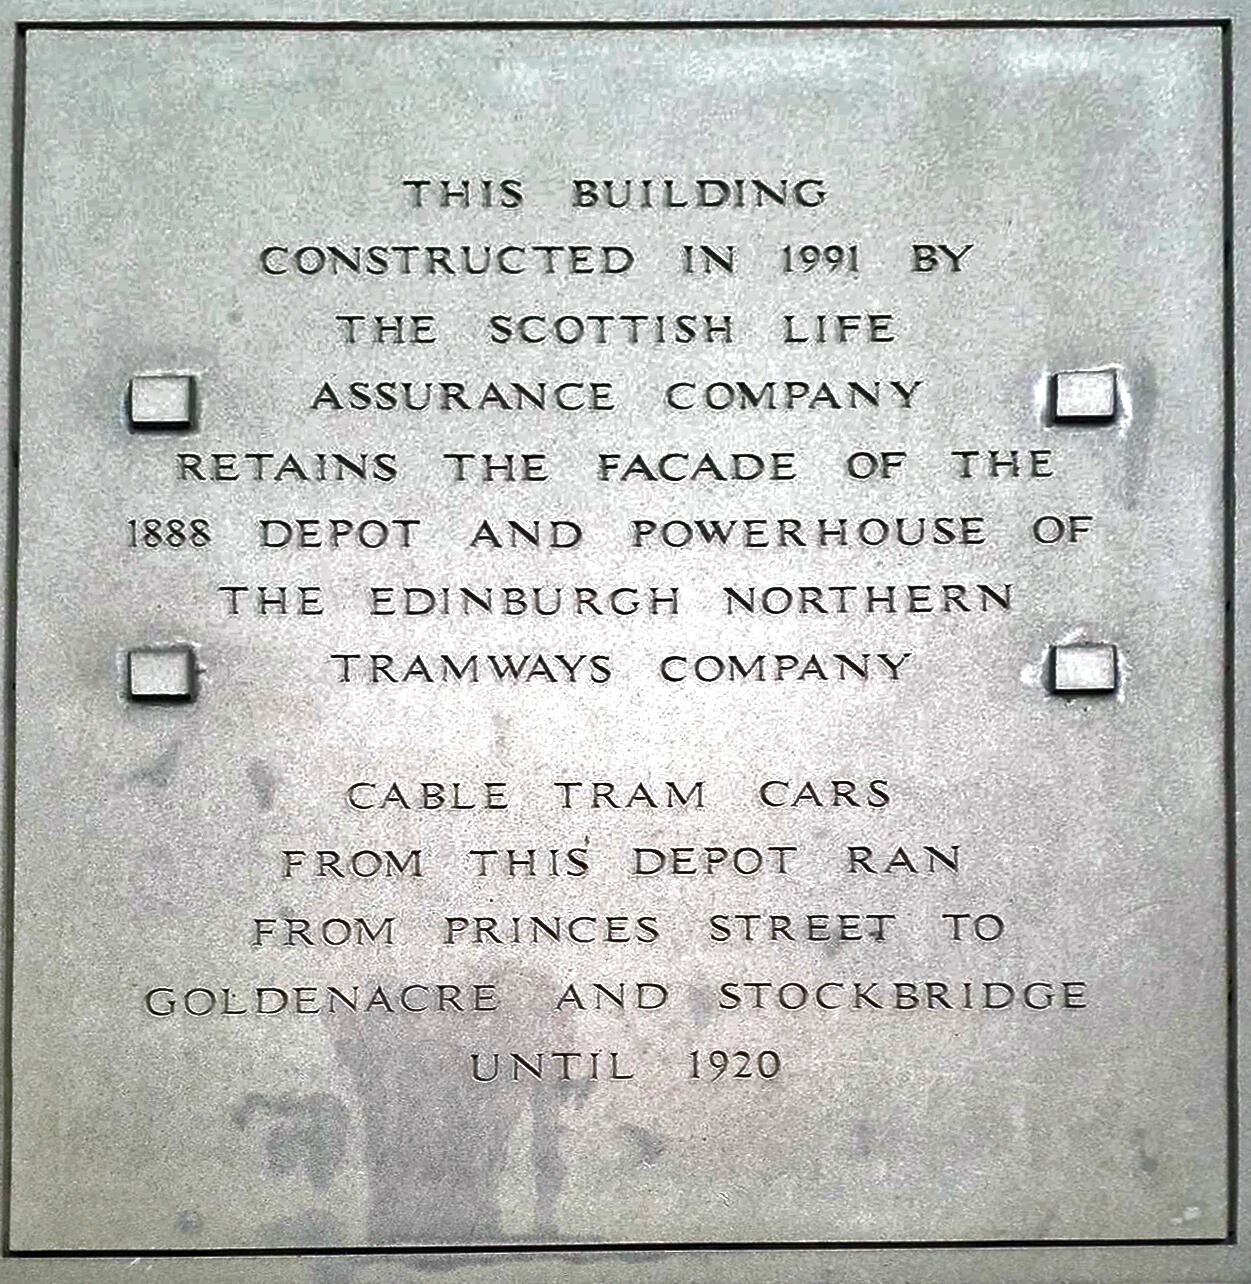 THIS BUILDING
CONSTRUCTED IN 1991 BY
THE SCOTTISH LIFE
ASSURANCE COMPANY
RETAINS THE FACADE OF THE
1888 DEPOT AND POWERHOUSE OF
THE EDINBURGH NORTHERN
TRAMWAYS COMPANY
CABLE TRAM CARS
FROM THIS DEPOT RAN
FROM PRINCES STREET TO
GOLDENACRE AND STOCKBRIDGE
UNTIL 1920